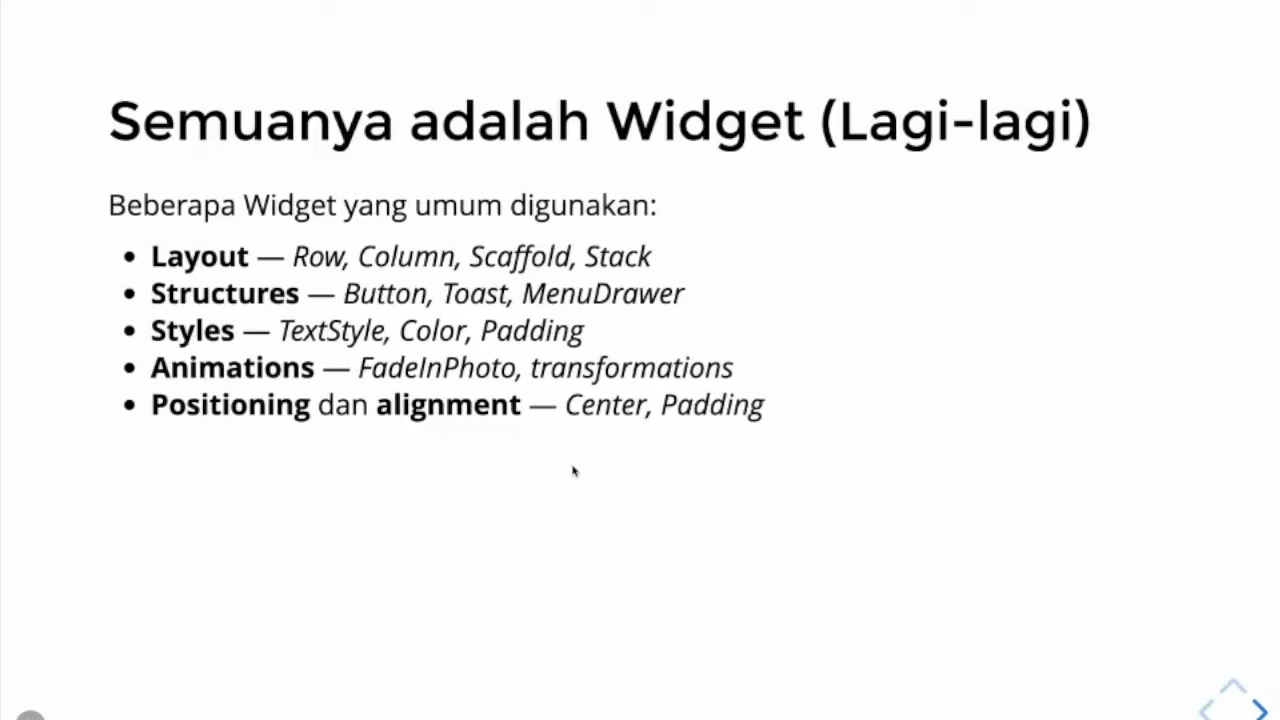 Semuanya adalah Widget (Lagi-lagi)
Beberapa Widget yang umum digunakan:
• Layout — Row, Column, Scaffold, Stack
• Structures — Button, Toast, MenuDrawer
• Styles — TextStyle, Color, Padding
• Animations — FadeInPhoto, transformations
• Positioning dan alignment — Center, Padding